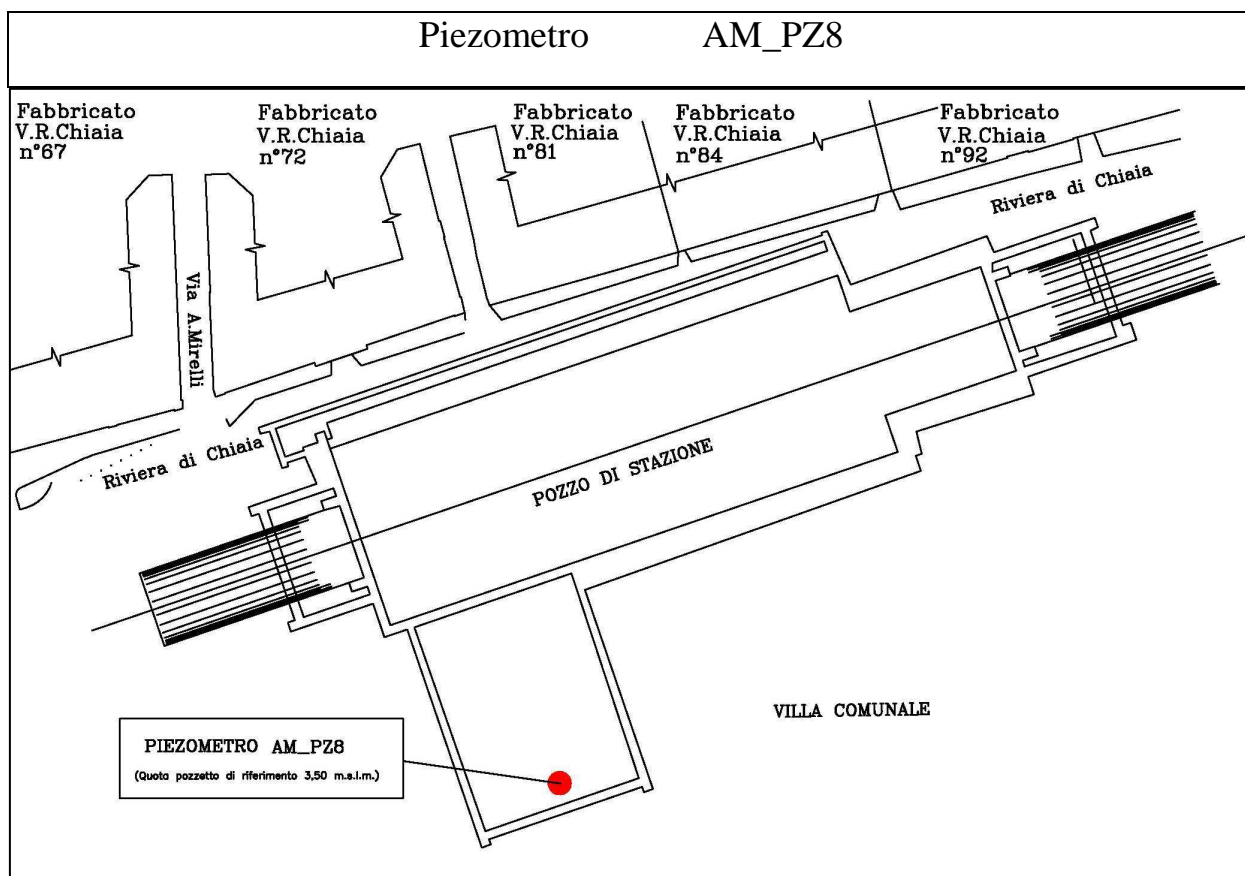 Piezometro AM_PZ8
Fabbricato
V.R.Chiaia
n°67
Fabbricato
V.R.Chiaia
n°72
Fabbricato
V.R.Chiaia
n°81
Fabbricato
V.R.Chiaia
n°84
Fabbricato
V.R.Chiaia
n°92
Riviera di Chiaia
Via A.Mirelli
Riviera di Chiaia
POZZO DI STAZIONE
VILLA COMUNALE
PIEZOMETRO AM_PZ8
(Quota pozzetto di riferimento 3,50 m.s.l.m.)